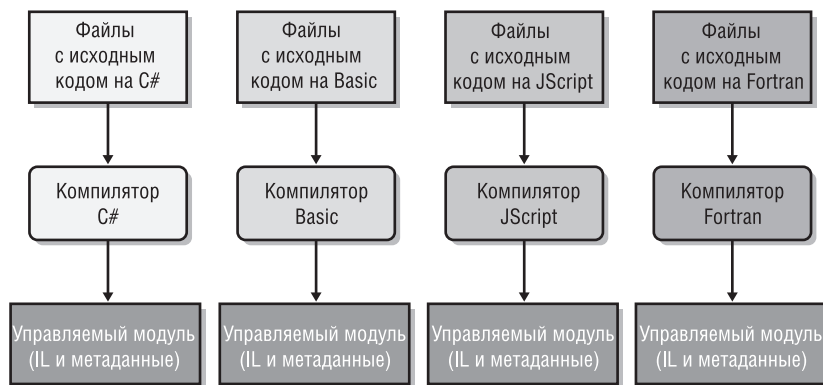 Файлы
с исходным
кодом на C#
Файлы
с исходным
кодом на Basic
Файлы
с исходным
кодом на JScript
Файлы
с исходным
кодом на Fortran
Компилятор
C#
Компилятор
Basic
Компилятор
JScript
Компилятор
Fortran
Управляемый модуль
(IL и метаданные)
Управляемый модуль
(IL и метаданные)
Управляемый модуль
(IL и метаданные)
Управляемый модуль
(IL и метаданные)